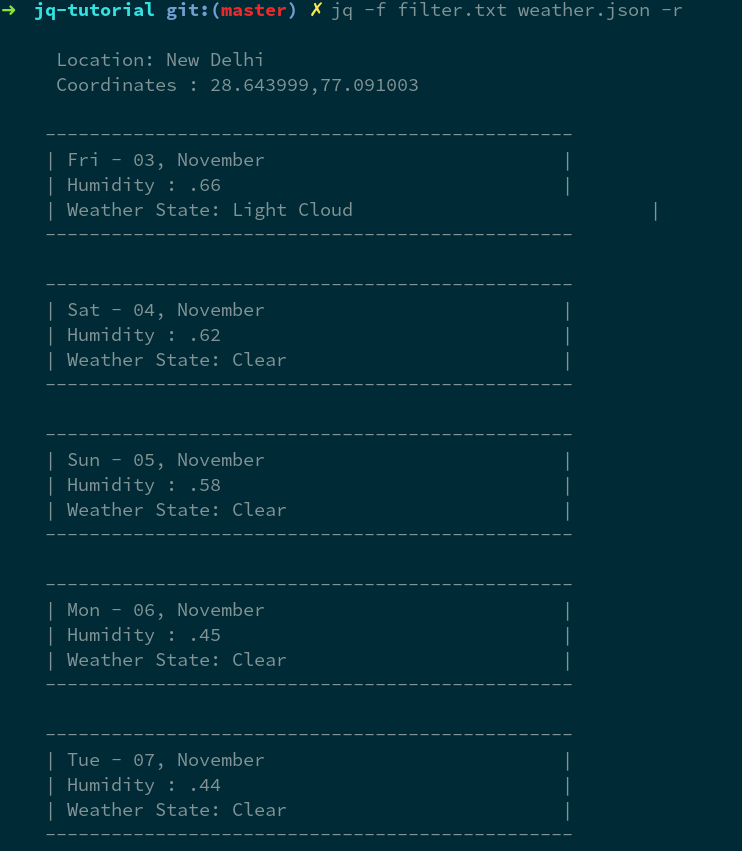 →  jq-tutorial git:(master) ✗ jq -f filter.txt weather.json -r

     Location: New Delhi
     Coordinates : 28.643999,77.091003

    ------------------------------------------------
    | Fri - 03, November                           |
    | Humidity : .66                               |
    | Weather State: Light Cloud                           |
    ------------------------------------------------

    ------------------------------------------------
    | Sat - 04, November                           |
    | Humidity : .62                               |
    | Weather State: Clear                         |
    ------------------------------------------------

    ------------------------------------------------
    | Sun - 05, November                           |
    | Humidity : .58                               |
    | Weather State: Clear                         |
    ------------------------------------------------

    ------------------------------------------------
    | Mon - 06, November                           |
    | Humidity : .45                               |
    | Weather State: Clear                         |
    ------------------------------------------------

    ------------------------------------------------
    | Tue - 07, November                           |
    | Humidity : .44                               |
    | Weather State: Clear                         |
    ------------------------------------------------